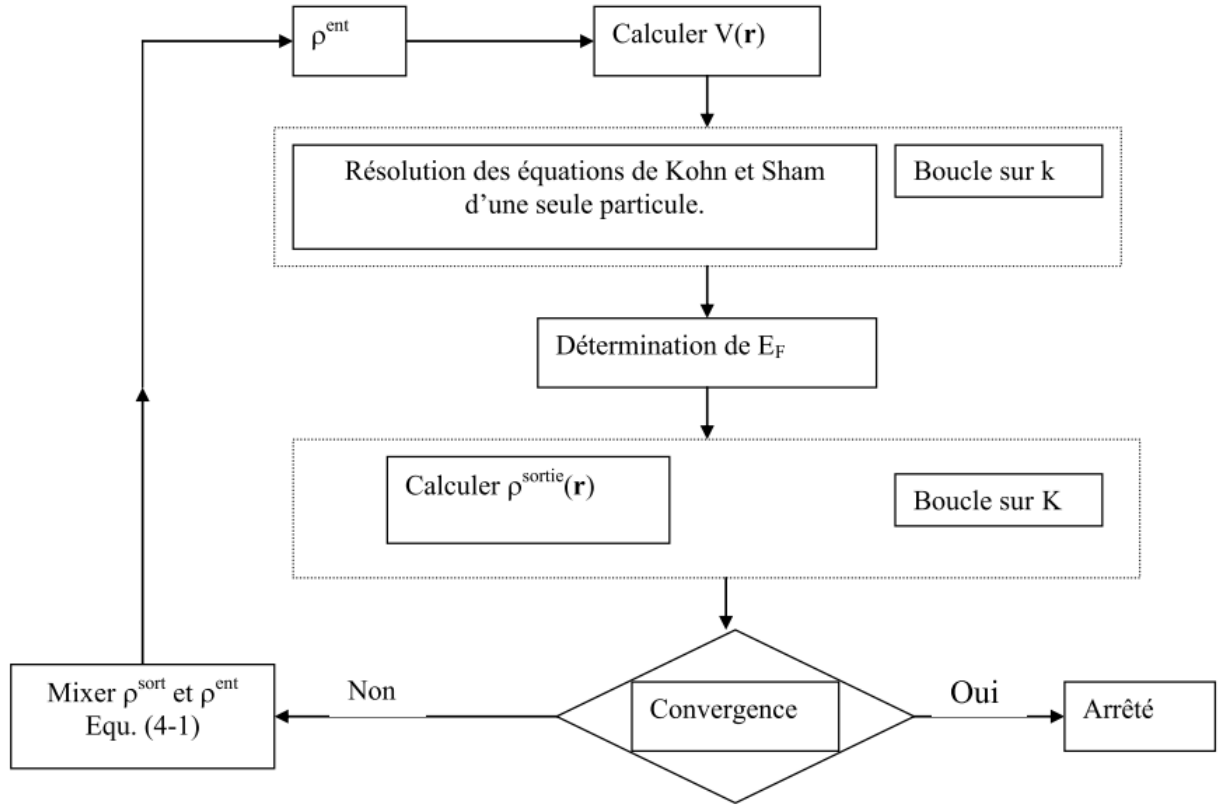 ρ^ent
Calculer V(r)
Résolution des équations de Kohn et Sham
d’une seule particule.
Boucle sur k
Détermination de E_F
Calculer ρ^sortie(r)
Boucle sur K
Mixer ρ^sort et ρ^ent
Equ. (4-1)
Non
Convergence
Oui
Arrêté